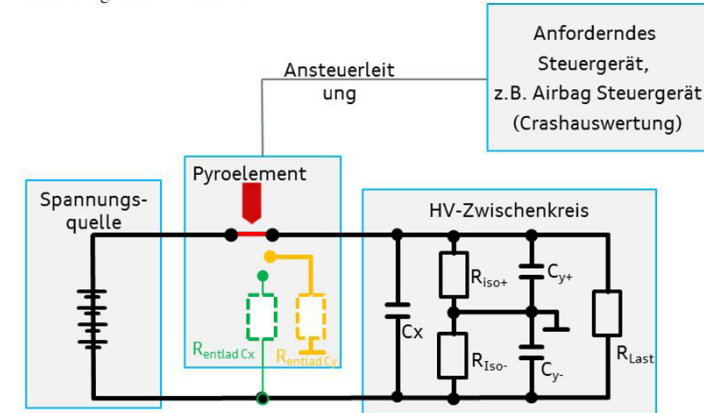 Anforderndes
Steuergerät,
z.B. Airbag Steuergerät
(Crashauswertung)
Ansteuerleit
ung
Pyroelement
Spannungs-
quelle
HV-Zwischenkreis
Riso+
Cy+
Cx
RIso-
Cy-
RLast
Rentlad Cx
Rentlad Cy